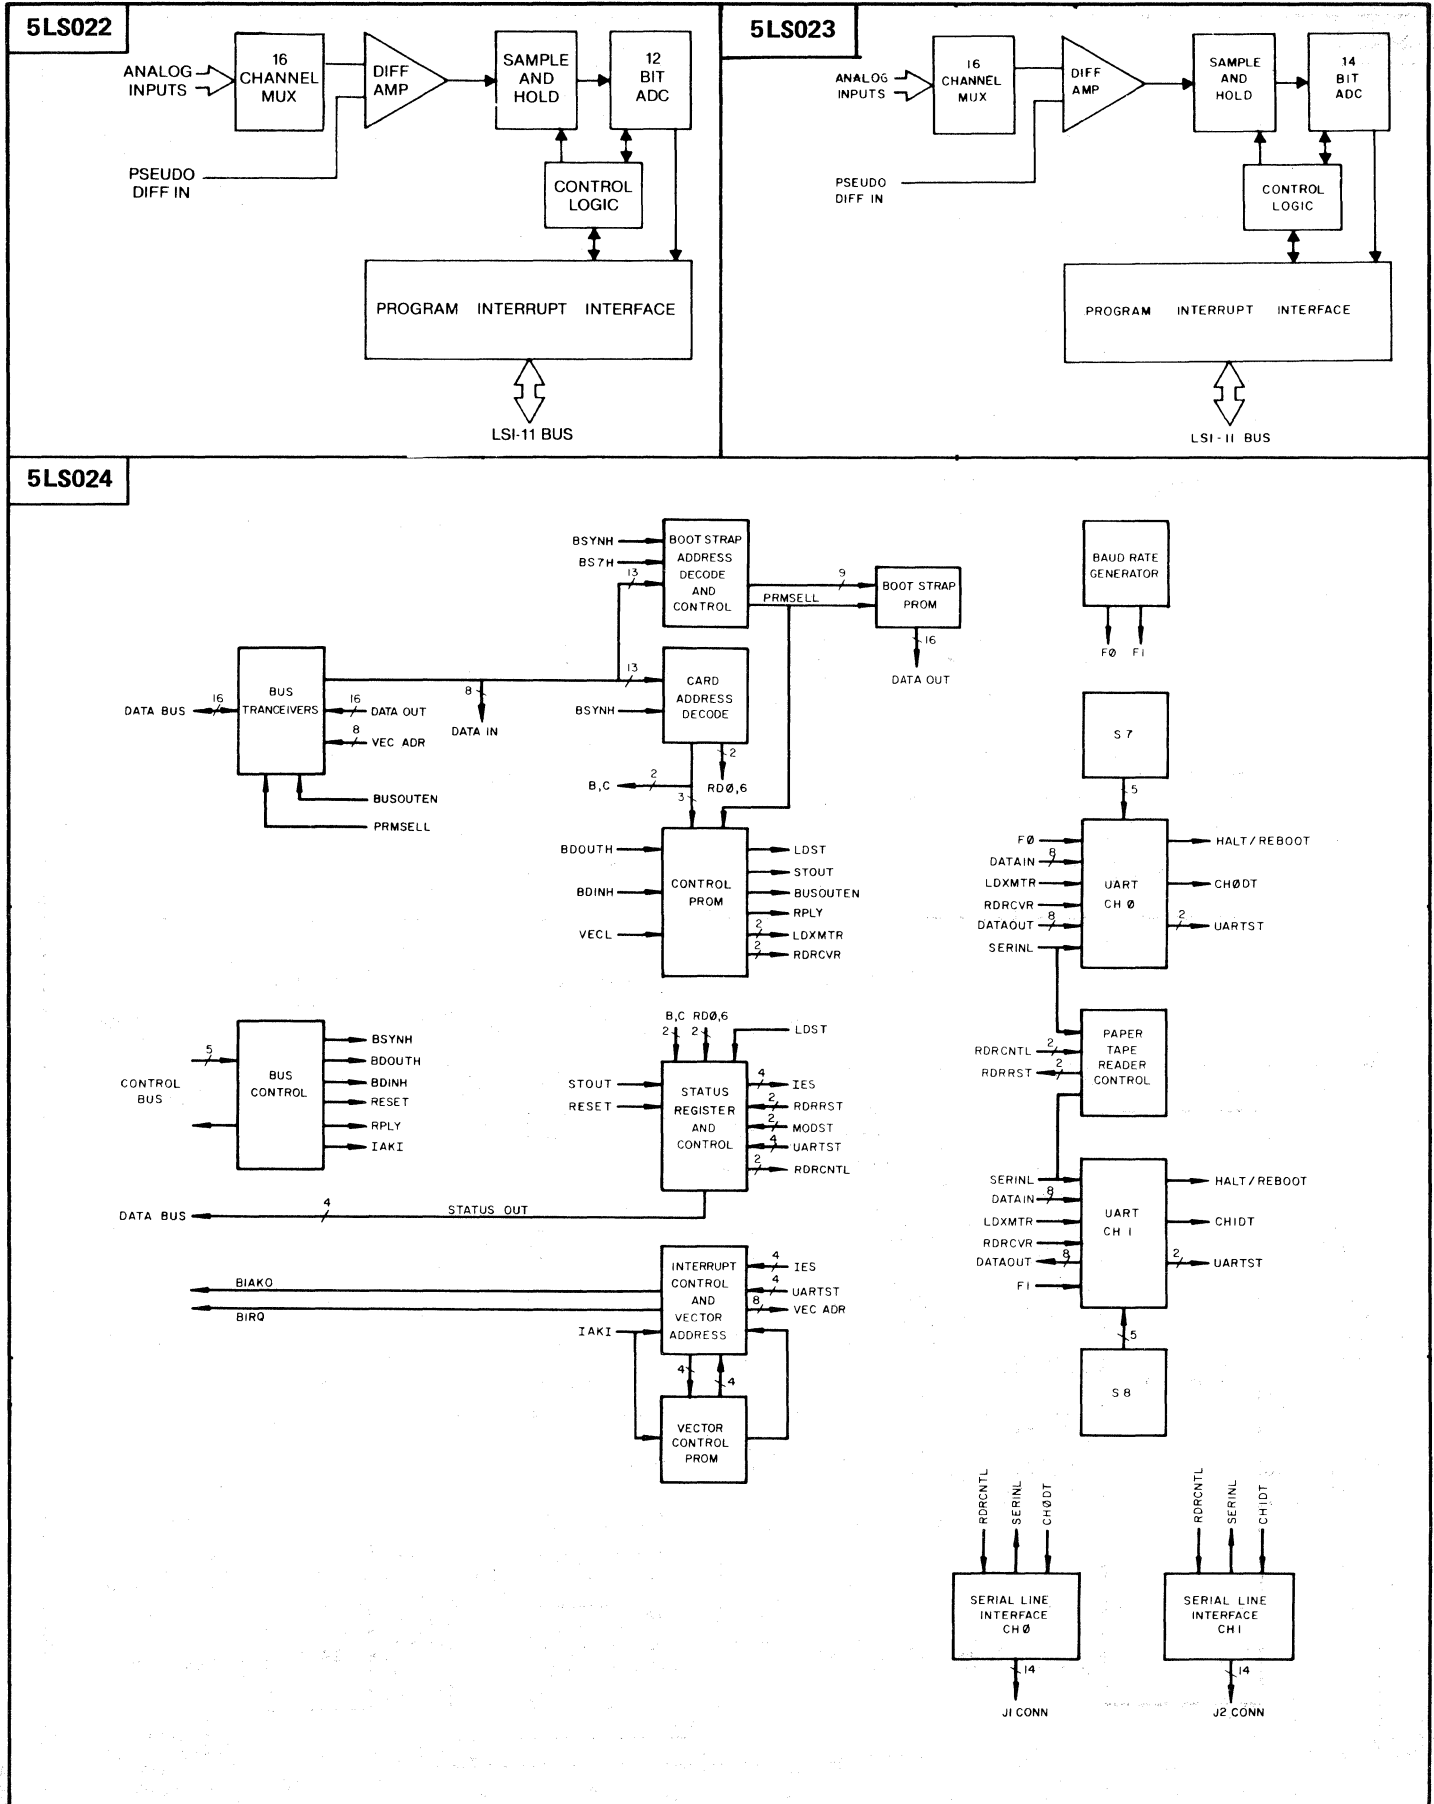 5LS022
ANALOG
INPUTS
16
CHANNEL
MUX
DIFF
AMP
SAMPLE
AND
HOLD
12
BIT
ADC
PSEUDO
DIFF IN
CONTROL
LOGIC
PROGRAM INTERRUPT INTERFACE
LSI-11 BUS
5LS023
ANALOG
INPUTS
16
CHANNEL
MUX
DIFF
AMP
SAMPLE
AND
HOLD
14
BIT
ADC
PSEUDO
DIFF IN
CONTROL
LOGIC
PROGRAM INTERRUPT INTERFACE
LSI-11 BUS
5LS024
BSYNH
BS7H
13
BOOT STRAP
ADDRESS
DECODE
AND
CONTROL
9
PRMSELL
BOOT STRAP
PROM
16
DATA OUT
BAUD RATE
GENERATOR
FØ F1
DATA BUS
16
BUS
TRANCEIVERS
16
DATA OUT
8
VEC ADR
BUSOUTEN
PRMSELL
8
DATA IN
13
BSYNH
CARD
ADDRESS
DECODE
2
B,C
2
RDØ,6
3
BDOUTH
BDINH
VECL
CONTROL
PROM
LDST
STOUT
BUSOUTEN
RPLY
2
LDXMTR
2
RDRCVR
S7
5
FØ
8
DATAIN
LDXMTR
RDRCVR
8
DATAOUT
SERINL
UART
CHØ
HALT/REBOOT
CHØDT
2
UARTST
CONTROL
BUS
5
BUS
CONTROL
BSYNH
BDOUTH
BDINH
RESET
RPLY
IAKI
B,C RDØ,6
2 2
LDST
STOUT
RESET
STATUS
REGISTER
AND
CONTROL
4
IES
2
RDRRST
2
MODST
4
UARTST
2
RDRCNTL
DATA BUS
4
STATUS OUT
RDRCNTL
2
RDRRST
2
PAPER
TAPE
READER
CONTROL
SERINL
8
DATAIN
LDXMTR
RDRCVR
8
DATAOUT
F1
UART
CH1
HALT/REBOOT
CH1DT
2
UARTST
5
S8
BIAKO
BIRQ
IAKI
INTERRUPT
CONTROL
AND
VECTOR
ADDRESS
4
IES
4
UARTST
8
VEC ADR
4
4
VECTOR
CONTROL
PROM
RDRCNTL
SERINL
CHØDT
SERIAL LINE
INTERFACE
CHØ
14
J1 CONN
RDRCNTL
SERINL
CH1DT
SERIAL LINE
INTERFACE
CH1
14
J2 CONN